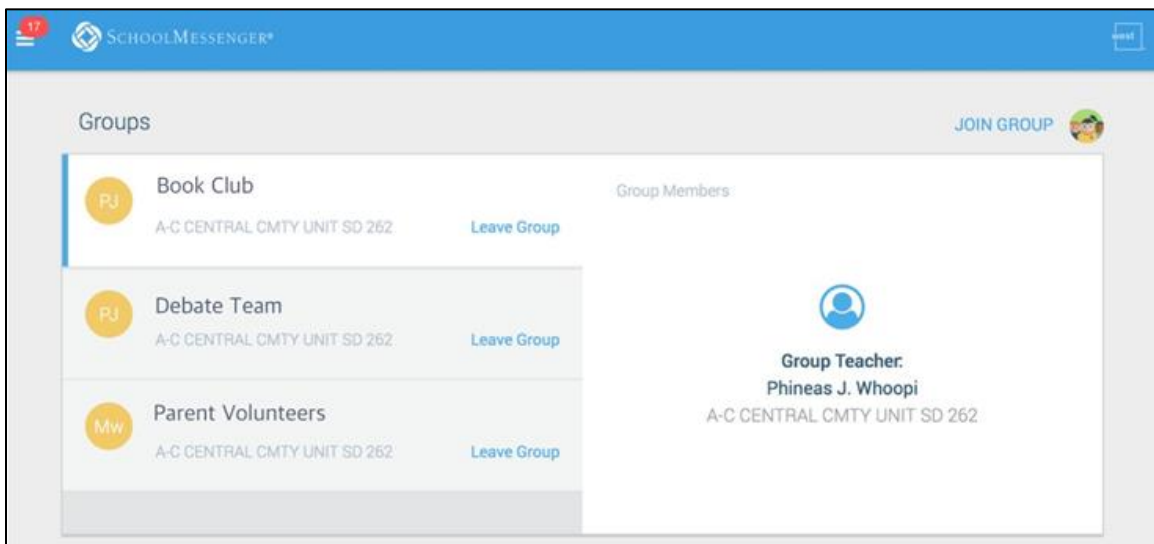 17
SCHOOLMESSENGER®
west
Groups
JOIN GROUP
PJ
Book Club
A-C CENTRAL CMTY UNIT SD 262
Leave Group
PJ
Debate Team
A-C CENTRAL CMTY UNIT SD 262
Leave Group
Mw
Parent Volunteers
A-C CENTRAL CMTY UNIT SD 262
Leave Group
Group Members
Group Teacher:
Phineas J. Whoopi
A-C CENTRAL CMTY UNIT SD 262